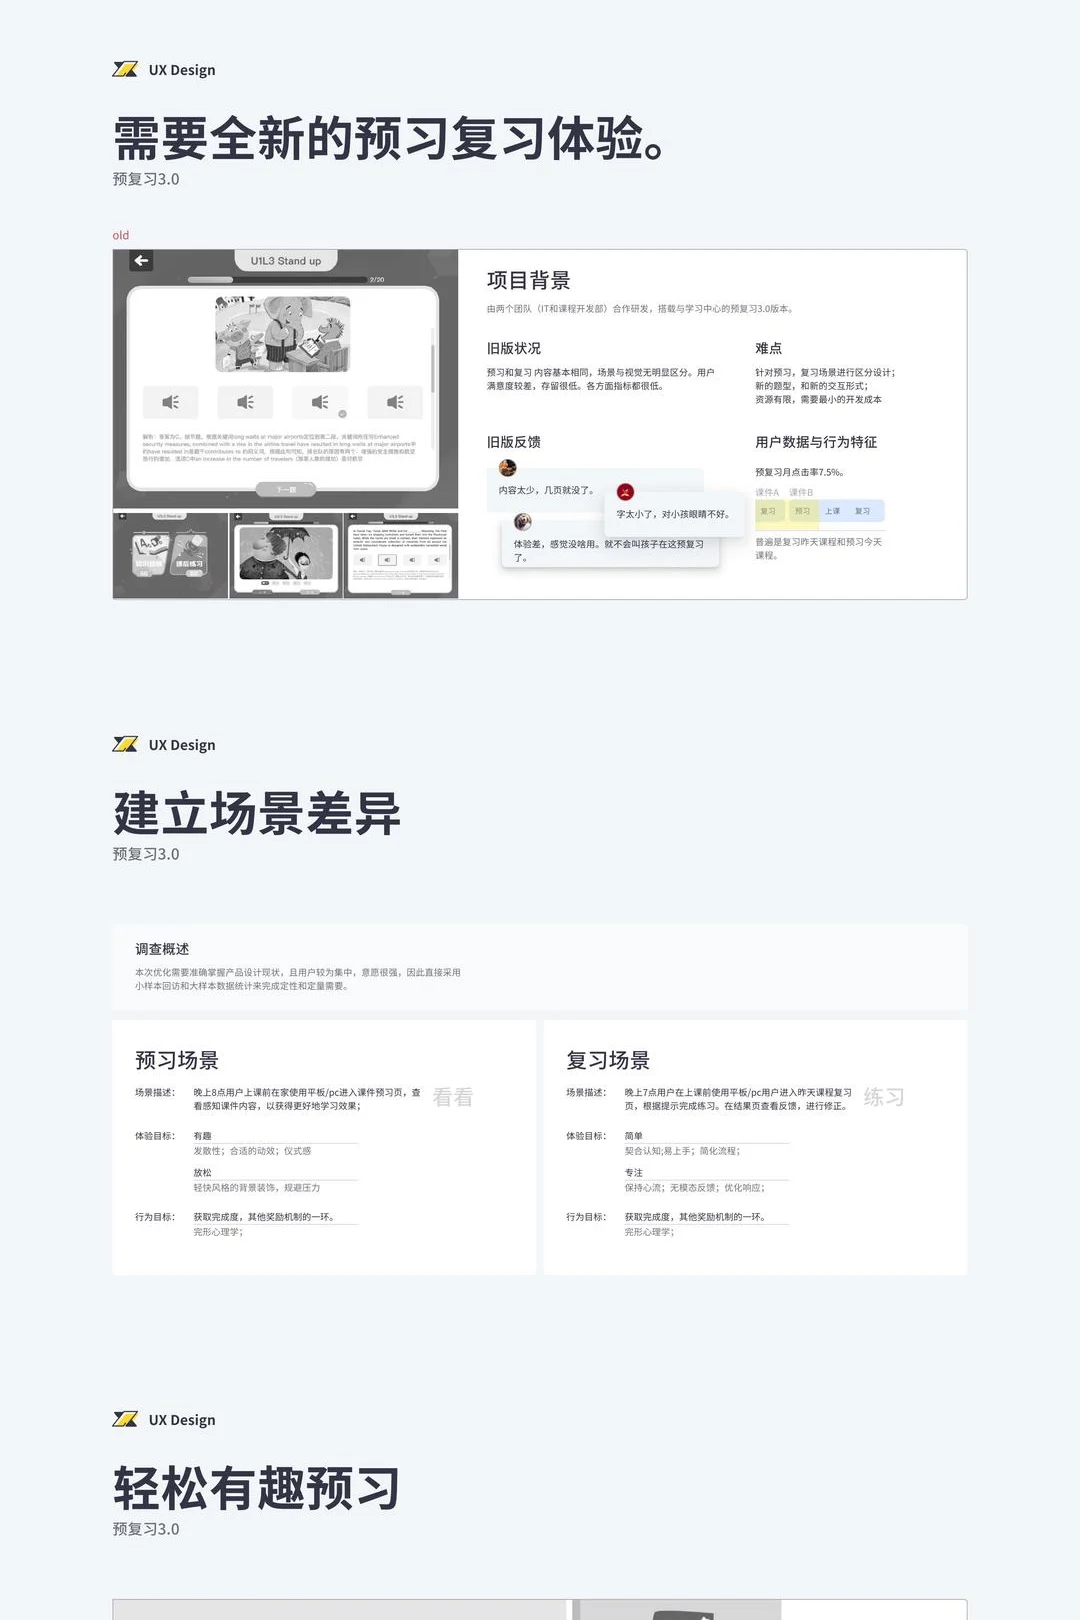 UX Design
需要全新的预习复习体验。
预复习3.0
old
U1L3 Stand up
2/20
下一题
项目背景
由两个团队（IT和课程开发部）合作研发，搭载与学习中心的预复习3.0版本。
旧版状况
预习和复习 内容基本相同，场景与视觉无明显区分。用户
满意度较差，存留很低。各方面指标都很低。
难点
针对预习，复习场景进行区分设计；
新的题型，和新的交互形式；
资源有限，需要最小的开发成本
旧版反馈
内容太少，几页就没了。
字太小了，对小孩眼睛不好。
体验差，感觉没啥用。就不会叫孩子在这预复习
了。
用户数据与行为特征
预复习月点击率7.5%。
课件A 课件B
复习 预习 上课 复习
普遍是复习昨天课程和预习今天
课程。
UX Design
建立场景差异
预复习3.0
调查概述
本次优化需要准确掌握产品设计现状，且用户较为集中，意愿很强，因此直接采用
小样本回访和大样本数据统计来完成定性和定量需要。
预习场景
场景描述： 晚上8点用户上课前在家使用平板/pc进入课件预习页，查
看感知课件内容，以获得更好地学习效果；
看看
体验目标： 有趣
发散性；合适的动效；仪式感
放松
轻快风格的背景装饰，规避压力
行为目标： 获取完成度，其他奖励机制的一环。
完形心理学；
复习场景
场景描述： 晚上7点用户在上课前使用平板/pc用户进入昨天课程复习
页，根据提示完成练习。在结果页查看反馈，进行修正。
练习
体验目标： 简单
契合认知;易上手；简化流程；
专注
保持心流；无模态反馈；优化响应；
行为目标： 获取完成度，其他奖励机制的一环。
完形心理学；
UX Design
轻松有趣预习
预复习3.0